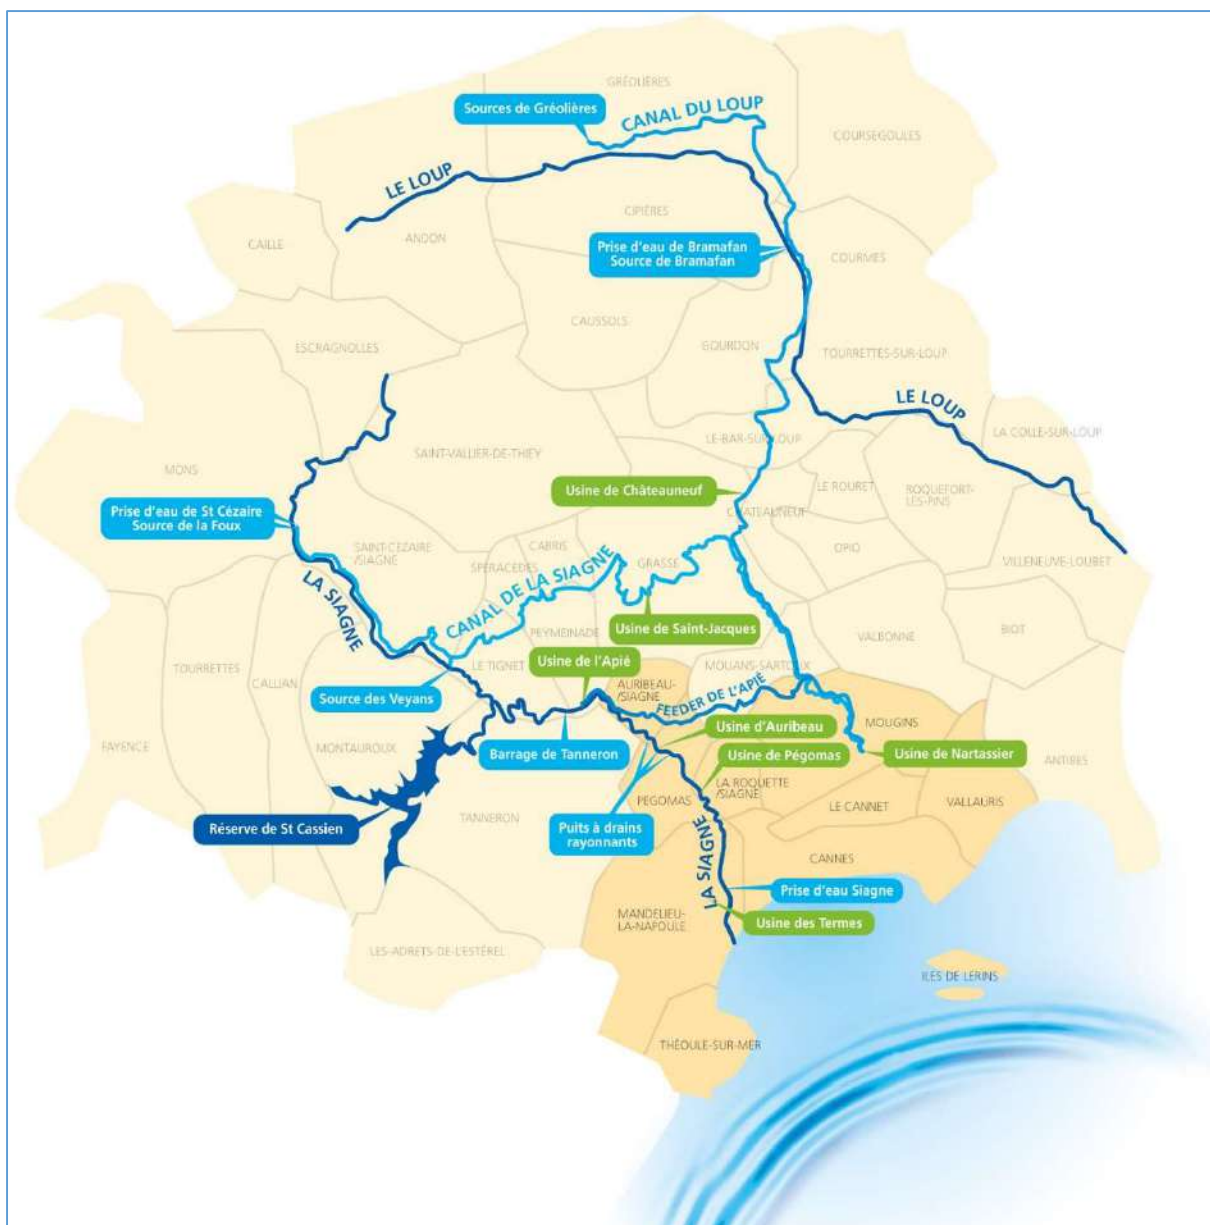 GRÉOLIÈRES
Sources de Gréolières
CANAL DU LOUP
COURSEGOULES
LE LOUP
CIPIÈRES
CAILLE
ANDON
Prise d'eau de Bramafan
Source de Bramafan
COURMES
CAUSSOLS
ESCRAGNOLLES
GOURDON
TOURRETTES-SUR-LOUP
LE LOUP
LA COLLE-SUR-LOUP
LE-BAR-SUR-LOUP
SAINT-VALLIER-DE-THIEY
MONS
Usine de Châteauneuf
LE ROURET
ROQUEFORT-
LES-PINS
CHATEAUNEUF
Prise d'eau de St Cézaire
Source de la Foux
SAINT-CÉZAIRE
/SIAGNE
CABRIS
SPERACEDES
GRASSE
OPIO
VILLENEUVE-LOUBET
LA SIAGNE
CANAL DE LA SIAGNE
Usine de Saint-Jacques
PEYMEINADE
VALBONNE
BIOT
TOURRETTES
CALLIAN
LE TIGNET
Usine de l'Apié
MOUANS-SARTOUX
Source des Veyans
AURIBEAU-
/SIAGNE
FEEDER DE L'APIÉ
MOUGINS
FAYENCE
MONTAUROUX
Barrage de Tanneron
Usine d'Auribeau
Usine de Pégomas
Usine de Nartassier
ANTIBES
LA ROQUETTE
/SIAGNE
PEGOMAS
LE CANNET
VALLAURIS
Réserve de St Cassien
TANNERON
Puits à drains
rayonnants
CANNES
LA SIAGNE
Prise d'eau Siagne
MANDELIEU-
LA-NAPOULE
Usine des Termes
LES-ADRETS-DE-L'ESTÉREL
ILES DE LERINS
THÉOULE-SUR-MER